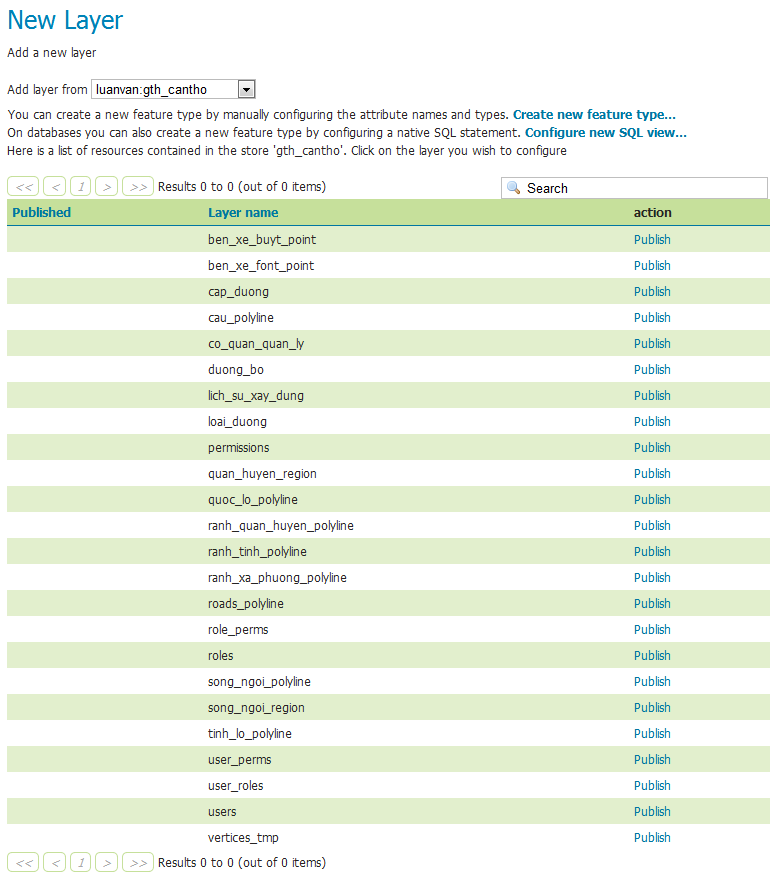 New Layer
Add a new layer
Add layer from luanvan:gth_cantho
You can create a new feature type by manually configuring the attribute names and types. Create new feature type...
On databases you can also create a new feature type by configuring a native SQL statement. Configure new SQL view...
Here is a list of resources contained in the store 'gth_cantho'. Click on the layer you wish to configure
<< < 1 > >> Results 0 to 0 (out of 0 items) Search
Published Layer name action
ben_xe_buyt_point Publish
ben_xe_font_point Publish
cap_duong Publish
cau_polyline Publish
co_quan_quan_ly Publish
duong_bo Publish
lich_su_xay_dung Publish
loai_duong Publish
permissions Publish
quan_huyen_region Publish
quoc_lo_polyline Publish
ranh_quan_huyen_polyline Publish
ranh_tinh_polyline Publish
ranh_xa_phuong_polyline Publish
roads_polyline Publish
role_perms Publish
roles Publish
song_ngoi_polyline Publish
song_ngoi_region Publish
tinh_lo_polyline Publish
user_perms Publish
user_roles Publish
users Publish
vertices_tmp Publish
<< < 1 > >> Results 0 to 0 (out of 0 items)